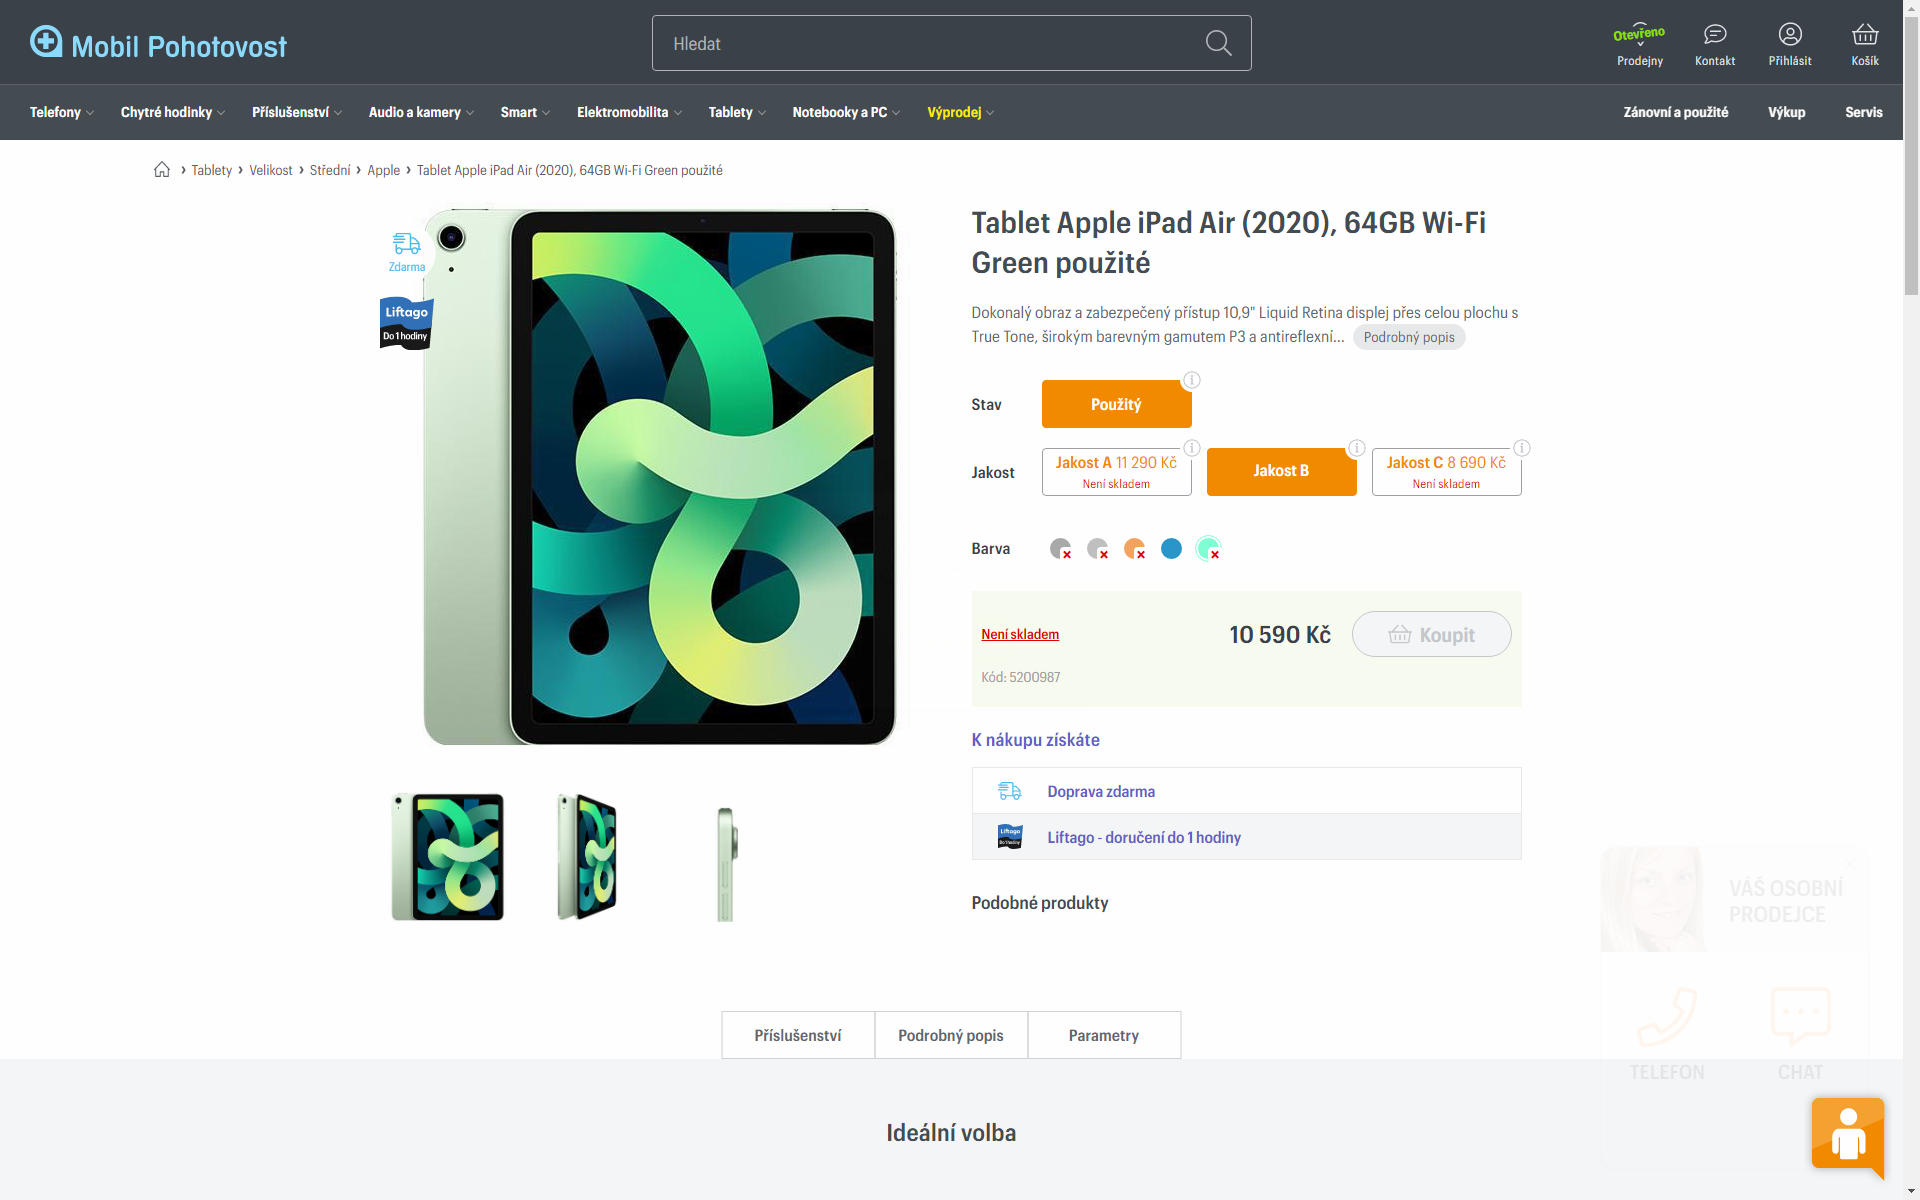 Mobil Pohotovost
Hledat
Otevřeno
Prodejny
Kontakt
Přihlásit
Košík
Telefony
Chytré hodinky
Příslušenství
Audio a kamery
Smart
Elektromobilita
Tablety
Notebooky a PC
Výprodej
Zánovní a použité
Výkup
Servis
› Tablety › Velikost › Střední › Apple › Tablet Apple iPad Air (2020), 64GB Wi-Fi Green použité
Zdarma
Liftago
Do 1 hodiny
Tablet Apple iPad Air (2020), 64GB Wi-Fi
Green použité
Dokonalý obraz a zabezpečený přístup 10,9" Liquid Retina displej přes celou plochu s
True Tone, širokým barevným gamutem P3 a antireflexní... Podrobný popis
Stav
Použitý
Jakost
Jakost A 11 290 Kč
Není skladem
Jakost B
Jakost C 8 690 Kč
Není skladem
Barva
Není skladem
10 590 Kč
Koupit
Kód: 5200987
K nákupu získáte
Doprava zdarma
Liftago
Do 1 hodiny
Liftago - doručení do 1 hodiny
Podobné produkty
VÁŠ OSOBNÍ
PRODEJCE
TELEFON
CHAT
Příslušenství
Podrobný popis
Parametry
Ideální volba